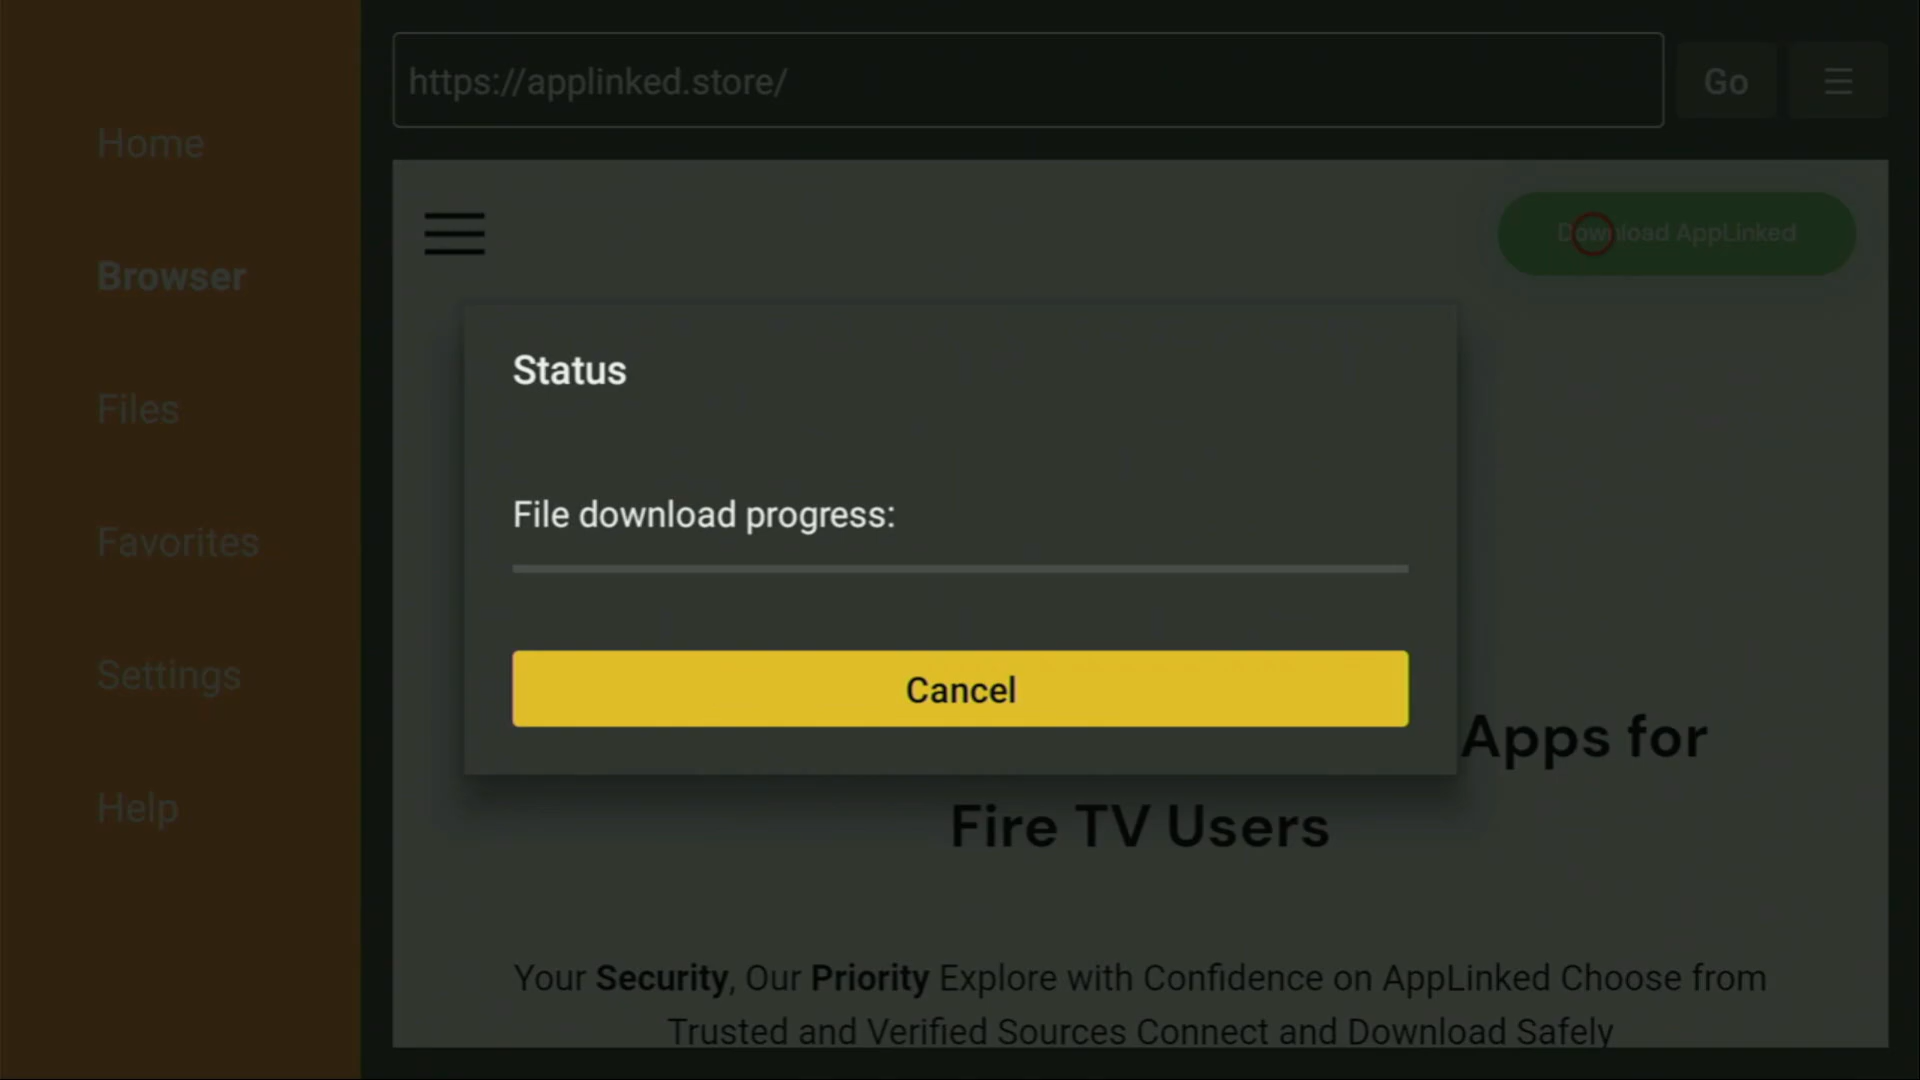 Home
Browser
Files
Favorites
Settings
Help
https://applinked.store/
Go
Download AppLinked
Status
File download progress:
Cancel
Apps for
Fire TV Users
Your Security, Our Priority Explore with Confidence on AppLinked Choose from
Trusted and Verified Sources Connect and Download Safely